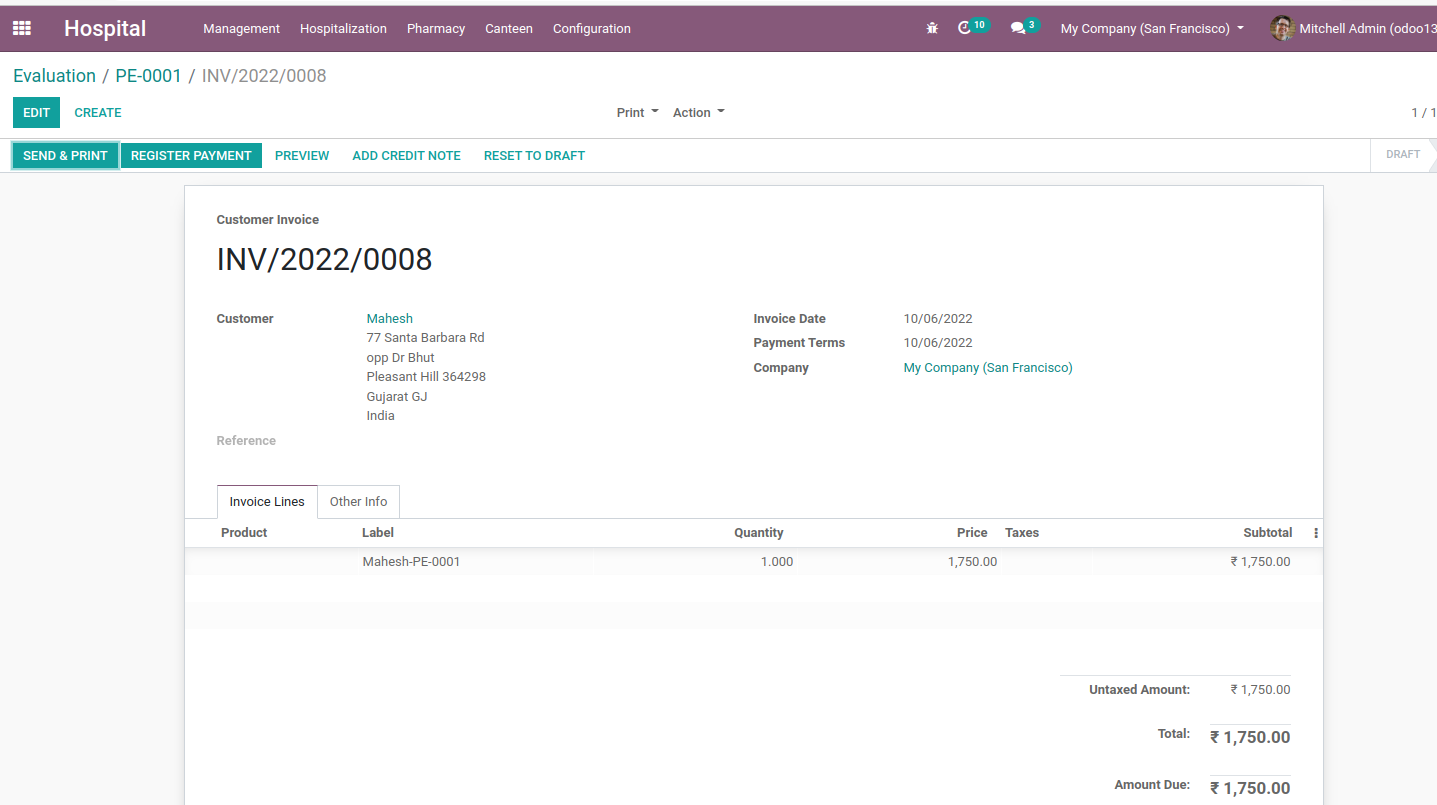 Hospital Management Hospitalization Pharmacy Canteen Configuration 10 3 My Company (San Francisco) Mitchell Admin (odoo13
Evaluation / PE-0001 / INV/2022/0008
EDIT CREATE Print Action 1 / 1
SEND & PRINT REGISTER PAYMENT PREVIEW ADD CREDIT NOTE RESET TO DRAFT DRAFT
Customer Invoice
INV/2022/0008
Customer Mahesh Invoice Date 10/06/2022
77 Santa Barbara Rd
opp Dr Bhut Payment Terms 10/06/2022
Pleasant Hill 364298 Company My Company (San Francisco)
Gujarat GJ
India
Reference
Invoice Lines Other Info
Product Label Quantity Price Taxes Subtotal
Mahesh-PE-0001 1.000 1,750.00 ₹ 1,750.00
Untaxed Amount: ₹ 1,750.00
Total: ₹ 1,750.00
Amount Due: ₹ 1,750.00